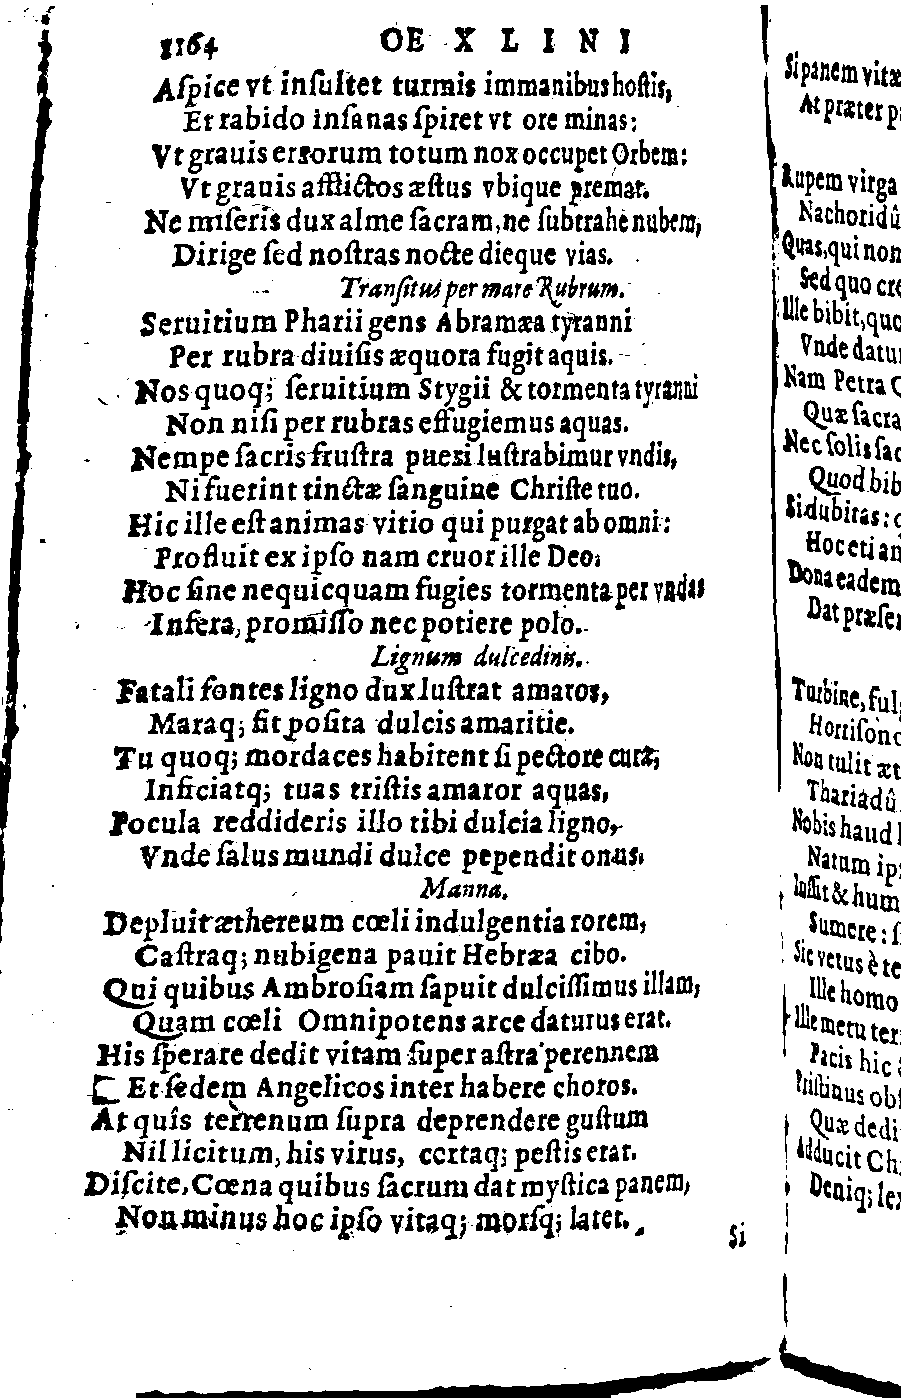 1164 OE X L I N I
Aſpice vt inſultet turmis immanibus hoſtis,
Et rabido inſanas ſpiret vt ore minas:
Vt grauis errorum totum nox occupet Orbem:
Vt grauis afflictos æſtus vbique premat.
Ne miſeris dux alme ſacram, ne ſubtrahe nubem,
Dirige ſed noſtras nocte dieque vias.
Tranſitus per mare Rubrum.
Seruitium Pharii gens Abramæa tyranni
Per rubra diuiſis æquora fugit aquis.
Nos quoq; ſeruitium Stygii & tormenta tyranni
Non niſi per rubras effugiemus aquas.
Nempe ſacris fruſtra pueri luſtrabimur vndis,
Ni fuerint tinctæ ſanguine Chriſte tuo.
Hic ille eſt animas vitio qui purgat ab omni:
Profluit ex ipſo nam cruor ille Deo,
Hoc ſine nequicquam fugies tormenta per vndas
Infera, promiſſo nec potiere polo.
Lignum dulcedinis.
Fatali fontes ligno dux luſtrat amaros,
Maraq; fit poſita dulcis amaritie.
Tu quoq; mordaces habitent ſi pectore curæ,
Inficiatq; tuas triſtis amaror aquas,
Pocula reddideris illo tibi dulcia ligno,
Vnde ſalus mundi dulce pependit onus.
Manna.
Depluit æthereum cœli indulgentia rorem,
Caſtraq; nubigena pauit Hebræa cibo.
Qui quibus Ambroſiam ſapuit dulciſſimus illam,
Quam cœli Omnipotens arce daturus erat.
His ſperare dedit vitam ſuper aſtra perennem
Et ſedem Angelicos inter habere choros.
At quîs terrenum ſupra deprendere guſtum
Nil licitum, his virus, certaq; peſtis erat.
Diſcite, Cœna quibus ſacrum dat myſtica panem,
Non minus hoc ipſo vitaq; morſq; latet.
Si
Si panem vitæ
At præter
Rupem virga
Nachoridû
Quas, qui non
Sed quo
Ille bibit, quo
Vnde datu
Nam Petra C
Quæ ſacra
Nec ſolis ſac
Quod bib
Si dubitas:
Hoc etiam
Dona eadem
Dat præſe
Turbine, ful
Horriſono
Non tulit æt
Thariadû
Nobis haud
Natum ip
Iuſſit & hum
Sumere:
Sic vetus è te
Ille homo
Ille metu ter
Pacis hic
Priſtinus obſ
Quæ dedi
Adducit Ch
Deniq; lex